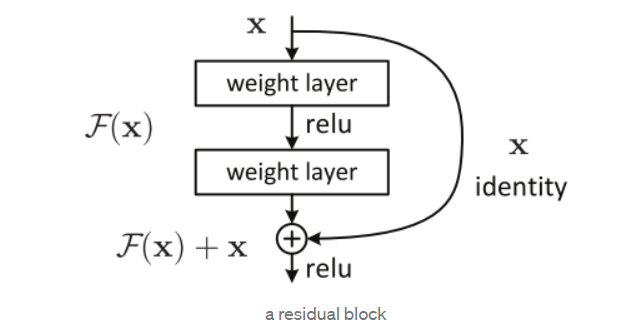 x
weight layer
F(x)
relu
x
weight layer
identity
F(x) + x
+
relu
a residual block